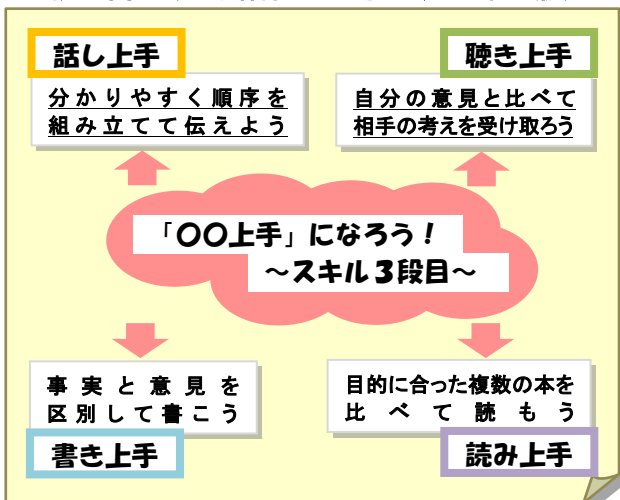 話し上手
分かりやすく順序を
組み立てて伝えよう
聴き上手
自分の意見と比べて
相手の考えを受け取ろう
「〇〇上手」になろう！
～スキル３段目～
事実と意見を
区別して書こう
書き上手
目的に合った複数の本を
比べて読もう
読み上手